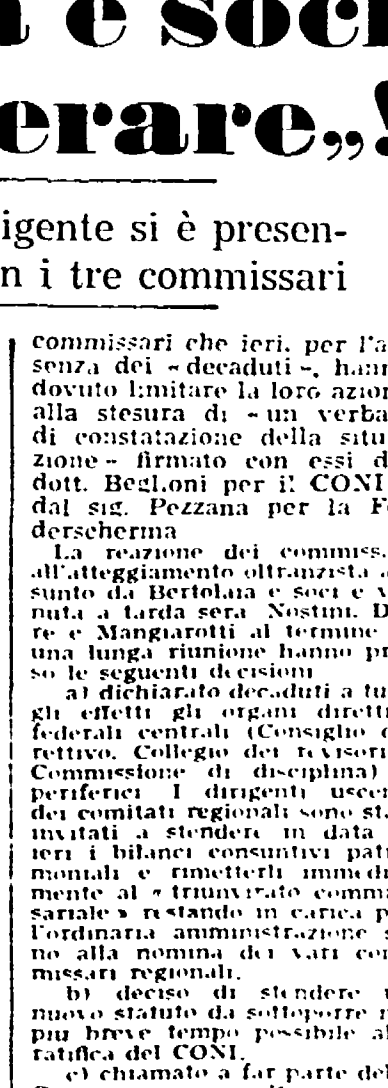 e soci
erare„!
igente si è presen-
n i tre commissari
commissari che ieri, per l'a
senza dei «decaduti», hann
dovuto limitare la loro azion
alla stesura di «un verba
di constatazione della situ
zione» firmato con essi d
dott. Beglioni per il CONI
dal sig. Pezzana per la Fe
derscherma
La reazione dei commiss.
all'atteggiamento oltranzista a
sunto da Bertolaia e soci e v
nuta a tarda sera Nostini. D
re e Mangiarotti al termine
una lunga riunione hanno pr
so le seguenti decisioni
a) dichiarato decaduti a tu
gli effetti gli organi diretti
federali centrali (Consiglio d
rettivo. Collegio dei revisori
Commissione di disciplina)
periferici I dirigenti uscen
dei comitati regionali sono st.
invitati a stendere in data
ieri i bilanci consuntivi patr
moniali e rimetterli immedi
mente al «triunvirato commis
sariale» restando in carica p
l'ordinaria amministrazione s
no alla nomina dei vari com
missari regionali.
b) deciso di stendere
nuovo statuto da sottoporre n
più breve tempo possibile al
ratifica del CONI.
c) chiamato a far parte del